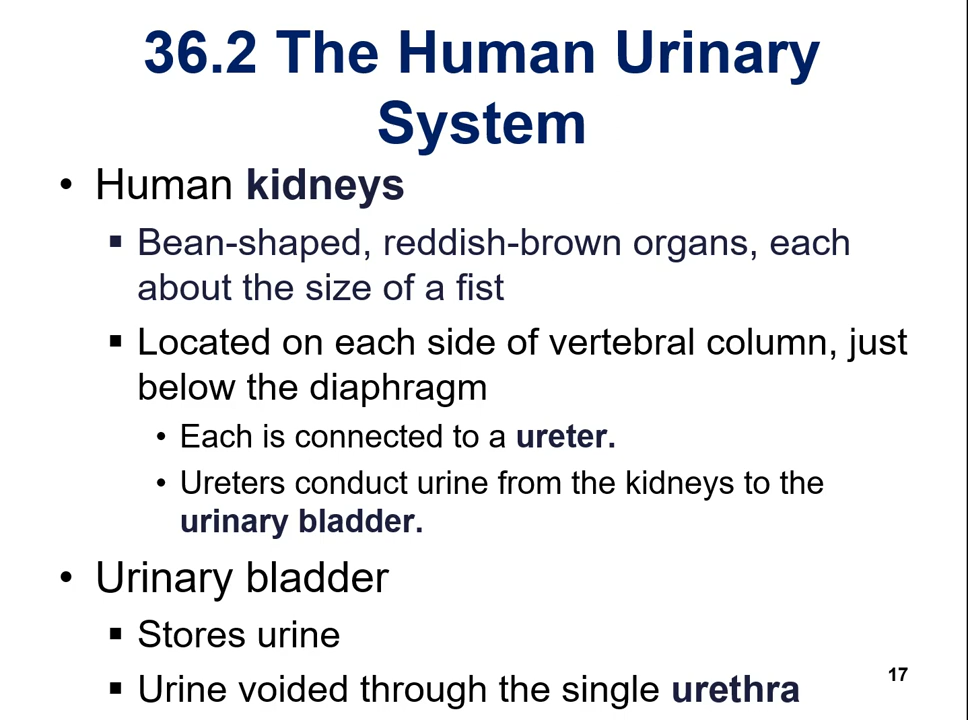 36.2 The Human Urinary
System
• Human kidneys
▪ Bean-shaped, reddish-brown organs, each
about the size of a fist
▪ Located on each side of vertebral column, just
below the diaphragm
• Each is connected to a ureter.
• Ureters conduct urine from the kidneys to the
urinary bladder.
• Urinary bladder
▪ Stores urine
▪ Urine voided through the single urethra
17